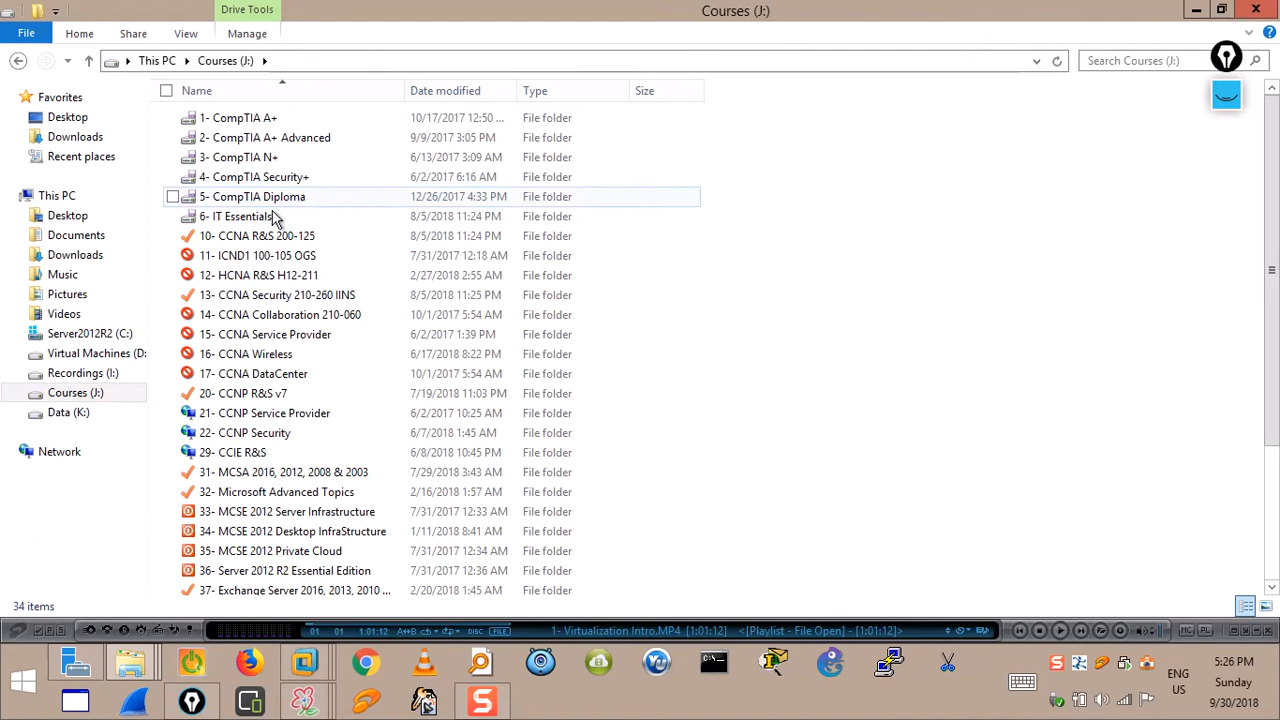 Drive Tools
Courses (J:)
File
Home
Share
View
Manage
This PC
Courses (J:)
Search Courses (J:)
Name
Date modified
Type
Size
Favorites
Desktop
Downloads
Recent places
This PC
Desktop
Documents
Downloads
Music
Pictures
Videos
Server2012R2 (C:)
Virtual Machines (D:
Recordings (I:)
Courses (J:)
Data (K:)
Network
1- CompTIA A+ 10/17/2017 12:50 ... File folder
2- CompTIA A+ Advanced 9/9/2017 3:05 PM File folder
3- CompTIA N+ 6/13/2017 3:09 AM File folder
4- CompTIA Security+ 6/2/2017 6:16 AM File folder
5- CompTIA Diploma 12/26/2017 4:33 PM File folder
6- IT Essentials 8/5/2018 11:24 PM File folder
10- CCNA R&S 200-125 8/5/2018 11:24 PM File folder
11- ICND1 100-105 OGS 7/31/2017 12:18 AM File folder
12- HCNA R&S H12-211 2/27/2018 2:55 AM File folder
13- CCNA Security 210-260 IINS 8/5/2018 11:25 PM File folder
14- CCNA Collaboration 210-060 10/1/2017 5:54 AM File folder
15- CCNA Service Provider 6/2/2017 1:39 PM File folder
16- CCNA Wireless 6/17/2018 8:22 PM File folder
17- CCNA DataCenter 10/1/2017 5:54 AM File folder
20- CCNP R&S v7 7/19/2018 11:03 PM File folder
21- CCNP Service Provider 6/2/2017 10:25 AM File folder
22- CCNP Security 6/7/2018 1:45 AM File folder
29- CCIE R&S 6/8/2018 10:45 PM File folder
31- MCSA 2016, 2012, 2008 & 2003 7/29/2018 3:43 AM File folder
32- Microsoft Advanced Topics 2/16/2018 1:57 AM File folder
33- MCSE 2012 Server Infrastructure 7/31/2017 12:33 AM File folder
34- MCSE 2012 Desktop InfraStructure 1/11/2018 8:41 AM File folder
35- MCSE 2012 Private Cloud 7/31/2017 12:34 AM File folder
36- Server 2012 R2 Essential Edition 7/31/2017 12:36 AM File folder
37- Exchange Server 2016, 2013, 2010 ... 2/20/2018 1:45 AM File folder
34 items
01 01 1:01:12 A↔B DISC FILE 1- Virtualization Intro.MP4 [1:01:12] <[Playlist - File Open] - [1:01:12]> MC PL
ENG
US
5:26 PM
Sunday
9/30/2018